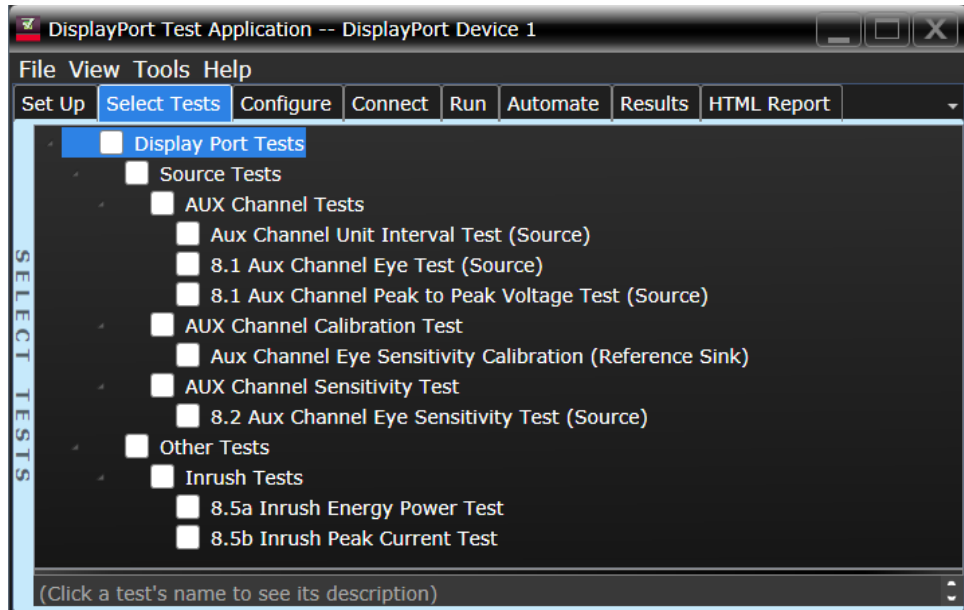 DisplayPort Test Application -- DisplayPort Device 1
File View Tools Help
Set Up Select Tests Configure Connect Run Automate Results HTML Report
SELECT TESTS
Display Port Tests
Source Tests
AUX Channel Tests
Aux Channel Unit Interval Test (Source)
8.1 Aux Channel Eye Test (Source)
8.1 Aux Channel Peak to Peak Voltage Test (Source)
AUX Channel Calibration Test
Aux Channel Eye Sensitivity Calibration (Reference Sink)
AUX Channel Sensitivity Test
8.2 Aux Channel Eye Sensitivity Test (Source)
Other Tests
Inrush Tests
8.5a Inrush Energy Power Test
8.5b Inrush Peak Current Test
(Click a test's name to see its description)